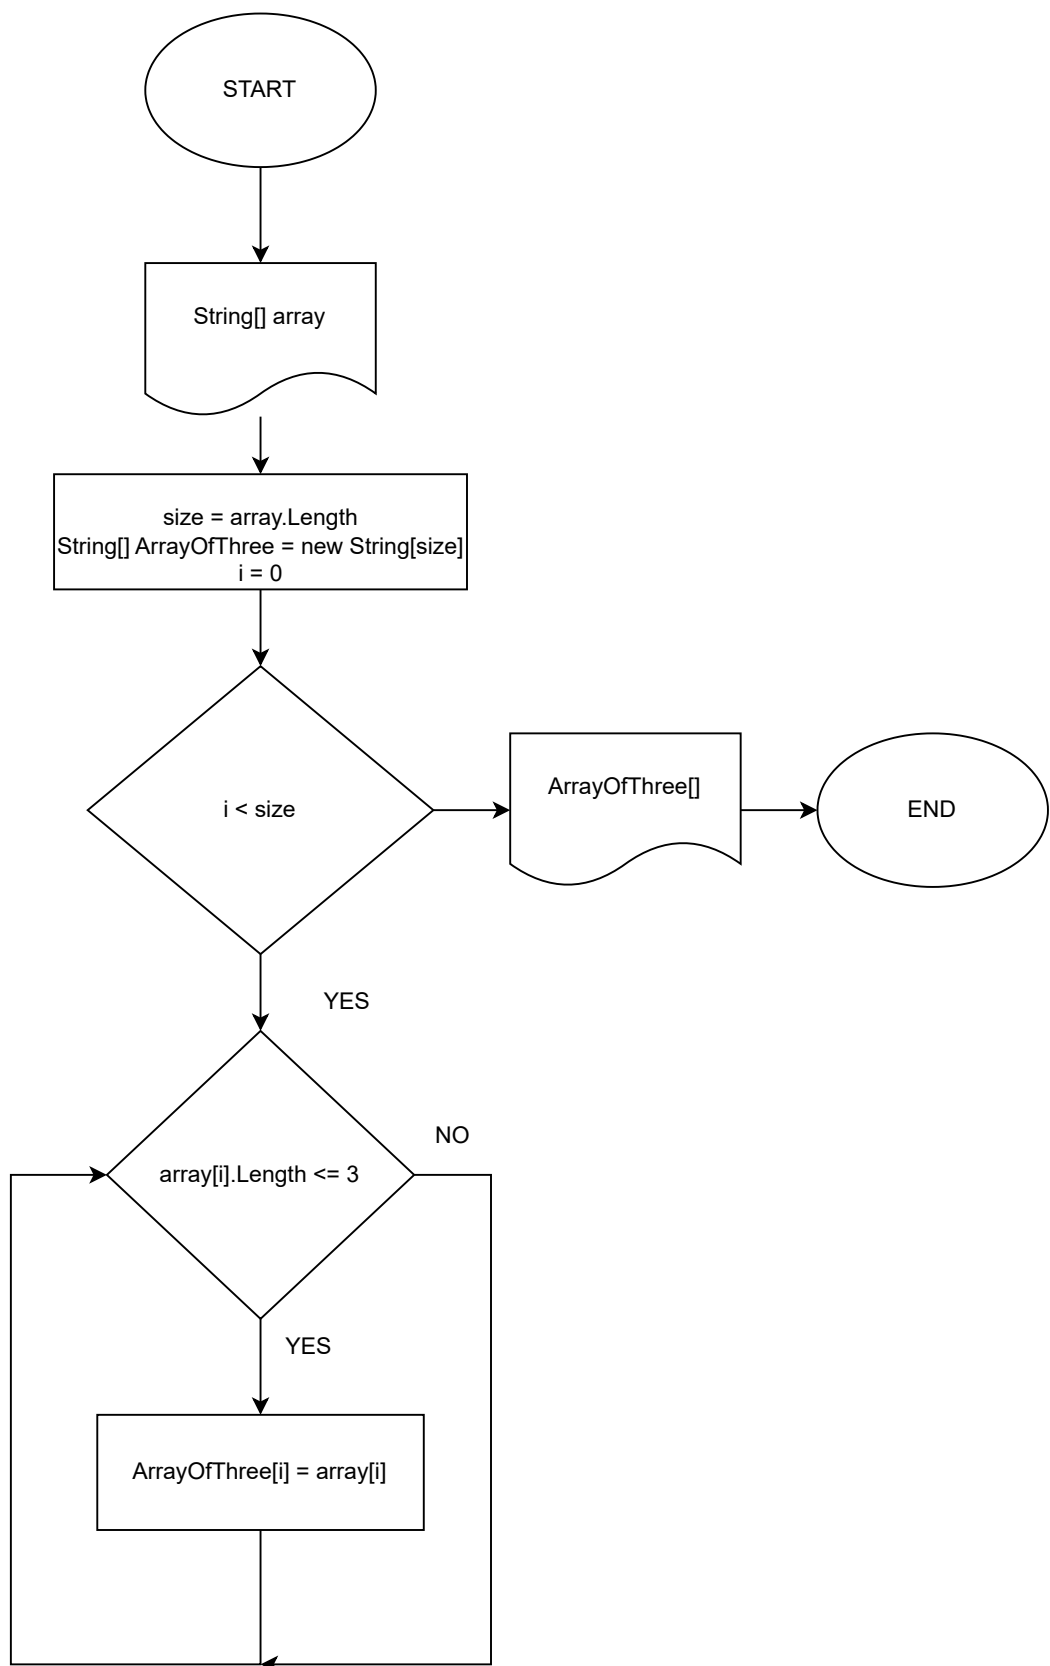 START
String[] array
size = array.Length
String[] ArrayOfThree = new String[size]
i = 0
i < size
ArrayOfThree[]
END
YES
NO
array[i].Length <= 3
YES
ArrayOfThree[i] = array[i]